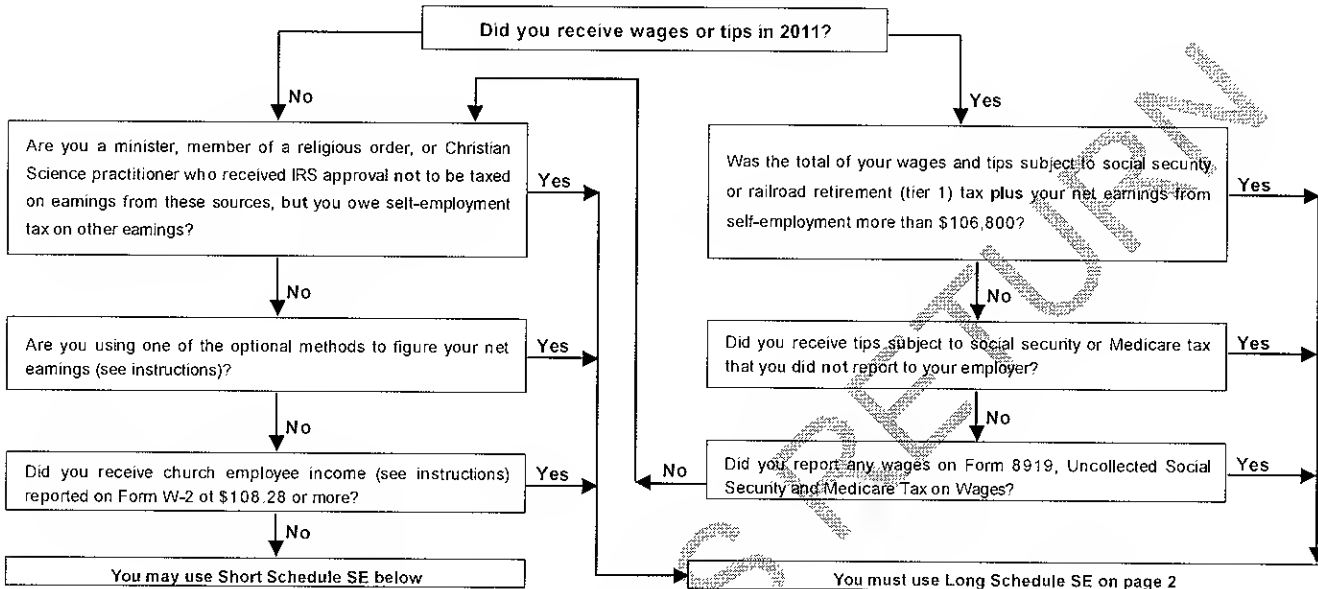 Did you receive wages or tips in 2011?
No
Yes
Are you a minister, member of a religious order, or Christian
Science practitioner who received IRS approval not to be taxed
on earnings from these sources, but you owe self-employment
tax on other earnings?
Yes
Was the total of your wages and tips subject to social security
or railroad retirement (tier 1) tax plus your net earnings from
self-employment more than $106,800?
Yes
No
No
Are you using one of the optional methods to figure your net
earnings (see instructions)?
Yes
Did you receive tips subject to social security or Medicare tax
that you did not report to your employer?
Yes
No
No
Did you receive church employee income (see instructions)
reported on Form W-2 of $108.28 or more?
Yes
No
Did you report any wages on Form 8919, Uncollected Social
Security and Medicare Tax on Wages?
Yes
No
You may use Short Schedule SE below
You must use Long Schedule SE on page 2
S RETURN